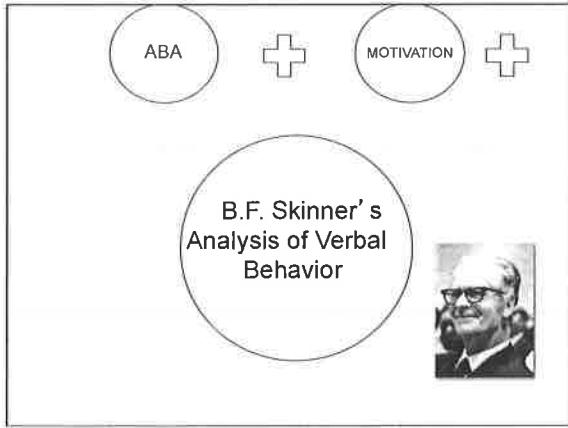 ABA
MOTIVATION
B.F. Skinner's
Analysis of Verbal
Behavior